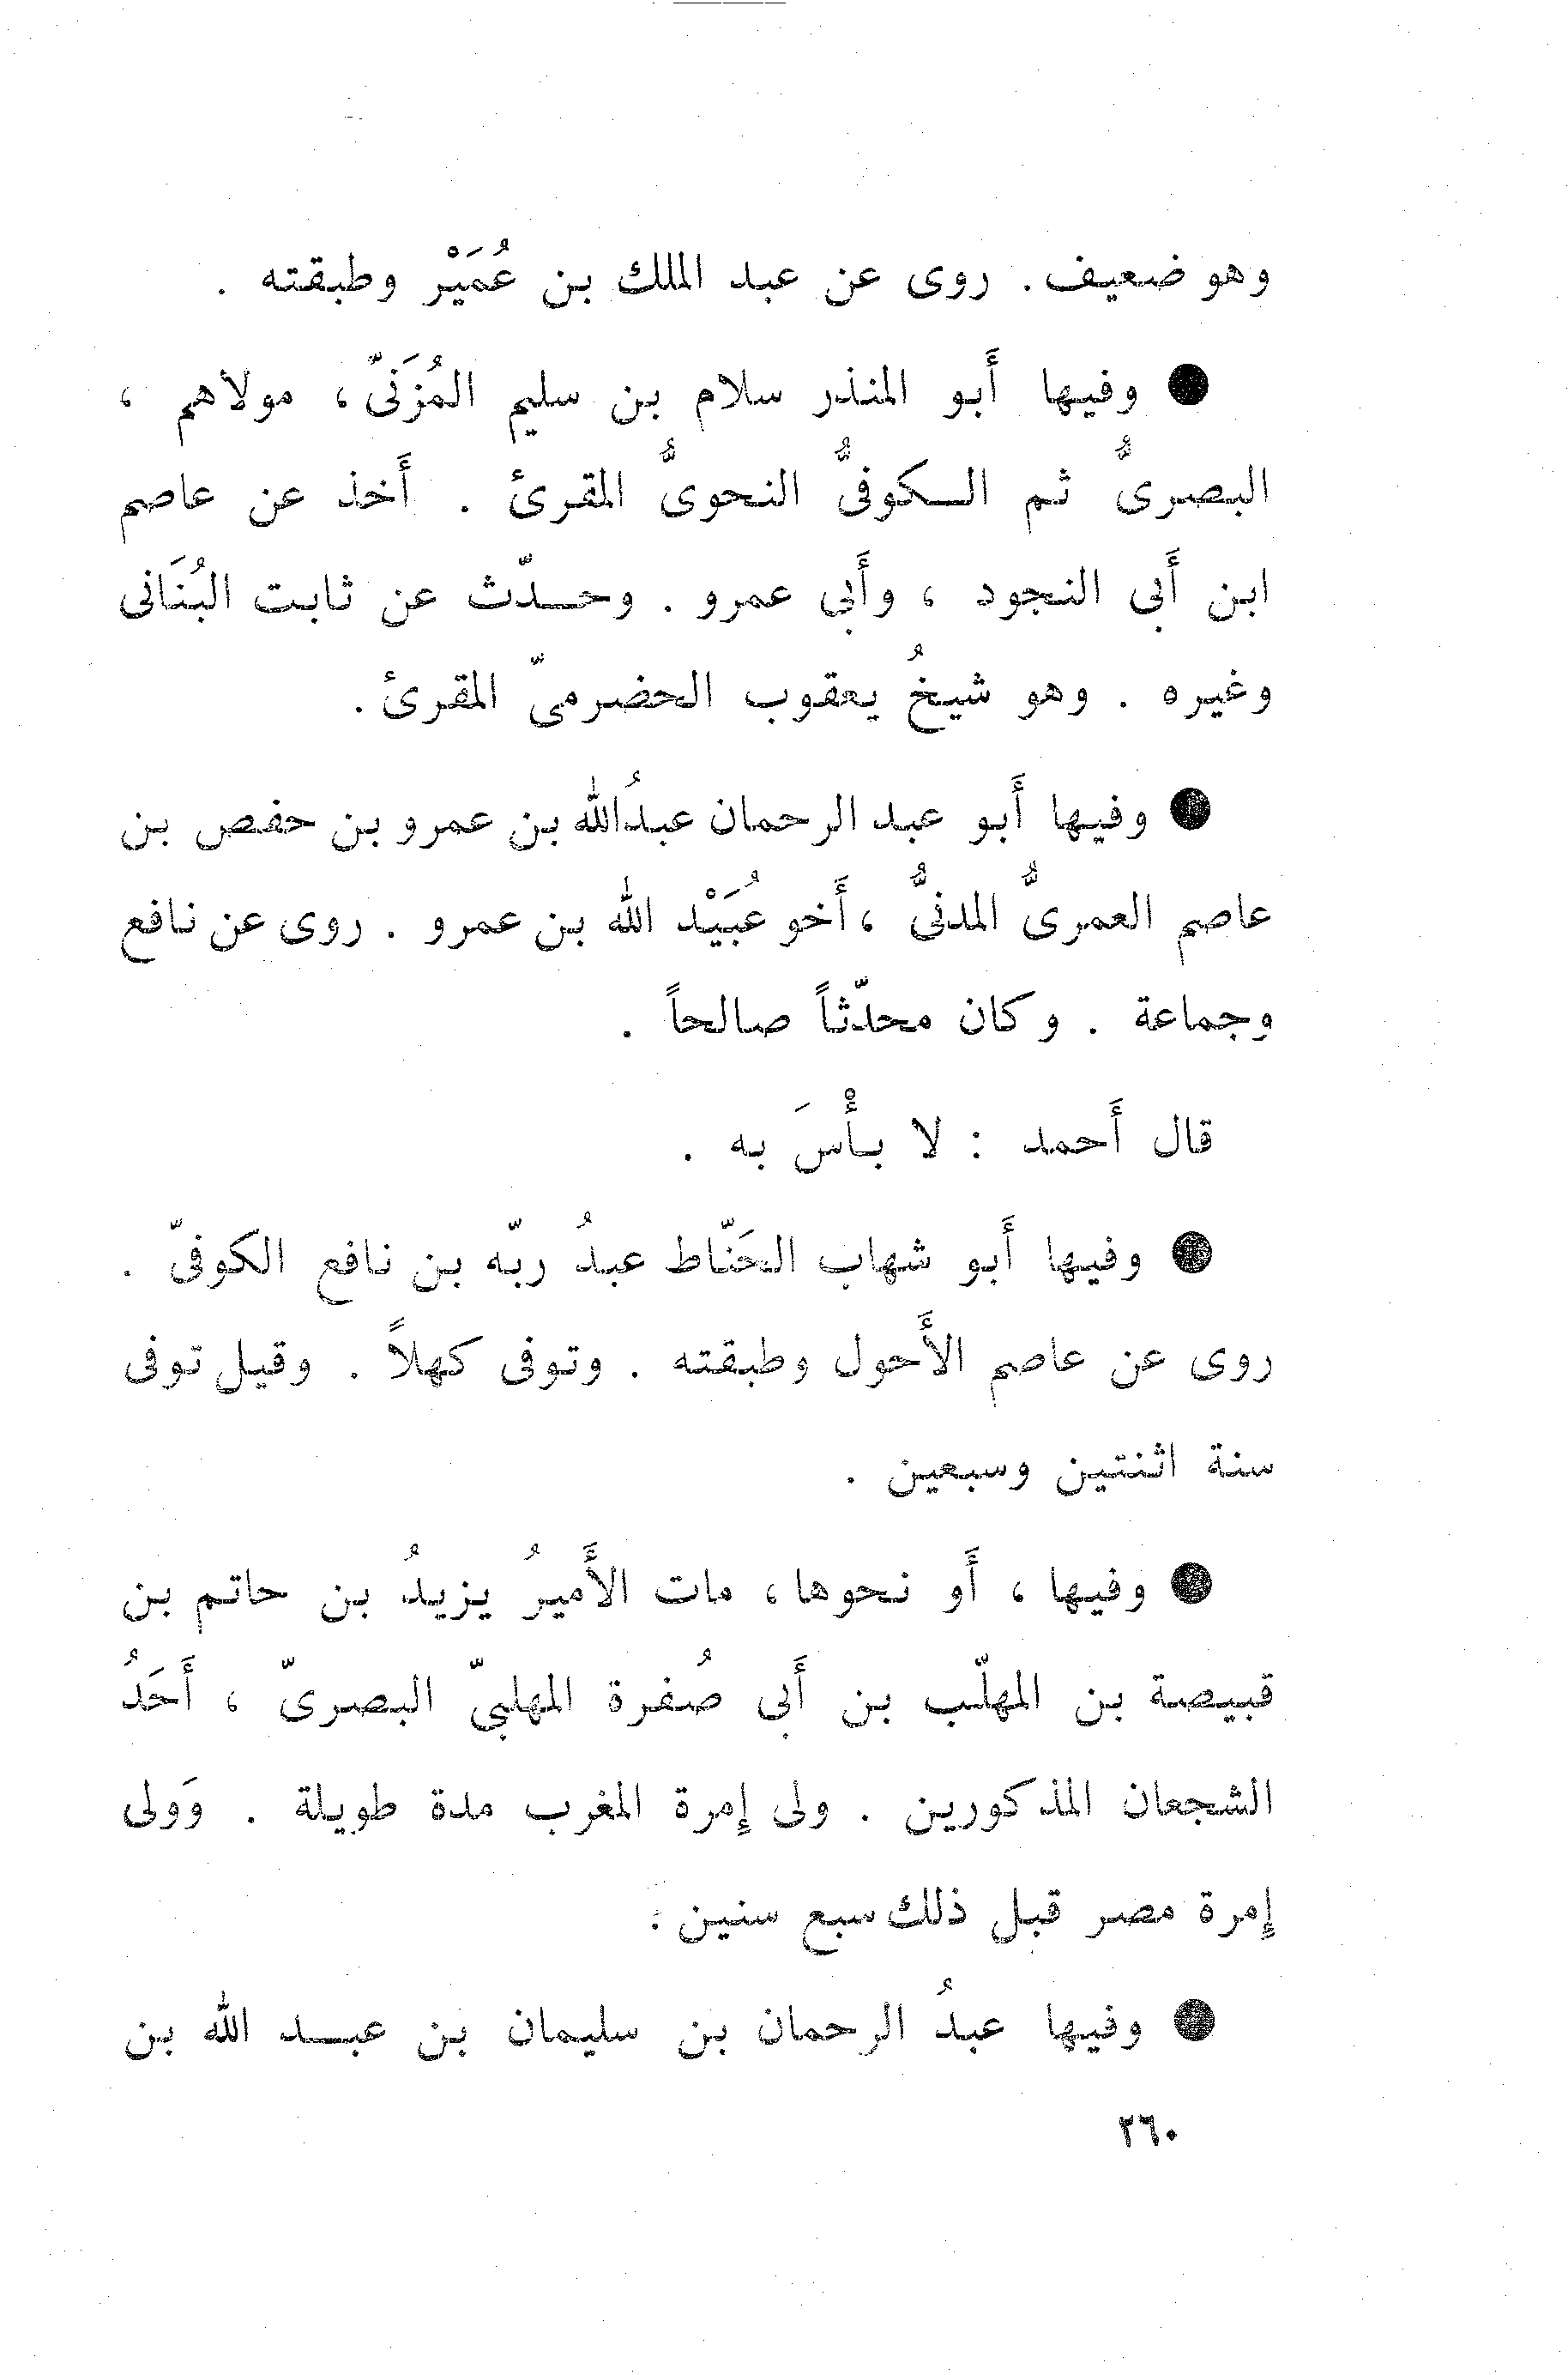 وهو ضعيف. روى عن عبد الملك بن عُمَيْر وطبقته .
● وفيها أَبو المنذر سلام بن سليم المُزَنىّ، مولاهم ،
البصرىُّ ثم الـكوفىُّ النحوىُّ المقرئ . أَخذ عن عاصم
ابن أَبى النجود ، وأَبى عمرو . وحـدّث عن ثابت البُنَانى
وغيره . وهو شيخُ يعقوب الحضرمىّ المقرئ.
● وفيها أَبو عبد الرحمان عبدُالله بن عمرو بن حفص بن
عاصم العمرىُّ المدنىُّ ، أَخو عُبَيْد الله بن عمرو . روى عن نافع
وجماعة . وكان محدّثاً صالحاً .
قال أَحمد : لا بأْسَ به .
● وفيها أَبو شهاب الحَنّاط عبدُ ربّه بن نافع الكوفىّ .
روى عن عاصم الأَحول وطبقته . وتوفى كهلاً . وقيل توفى
سنة اثنتين وسبعين .
● وفيها ، أَو نحوها، مات الأَميرُ يزيدُ بن حاتم بن
قبيصة بن المهلّب بن أَبى صُفرة المهلبىّ البصرىّ ، أَحَدُ
الشجعان المذكورين . ولى إِمرة المغرب مدة طويلة . وَولى
إِمرة مصر قبل ذلك سبع سنين :
● وفيها عبدُ الرحمان بن سليمان بن عبـد الله بن
٢٦٠